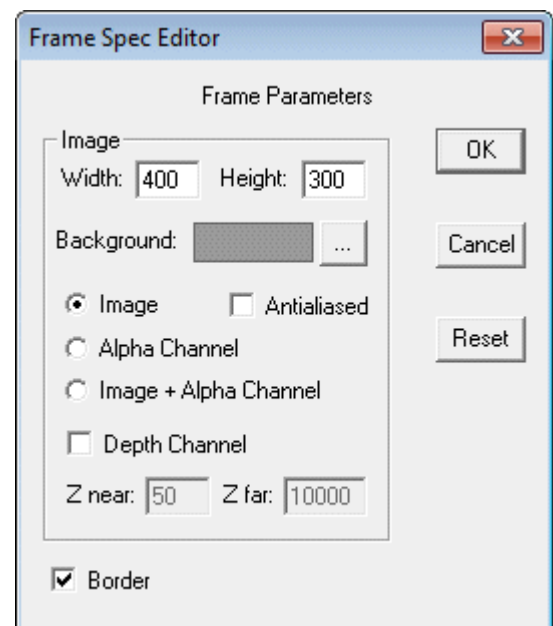 Frame Spec Editor
Frame Parameters
Image
Width: 400 Height: 300
OK
Background: ...
Cancel
Image Antialiased
Alpha Channel
Reset
Image + Alpha Channel
Depth Channel
Z near: 50 Z far: 10000
Border